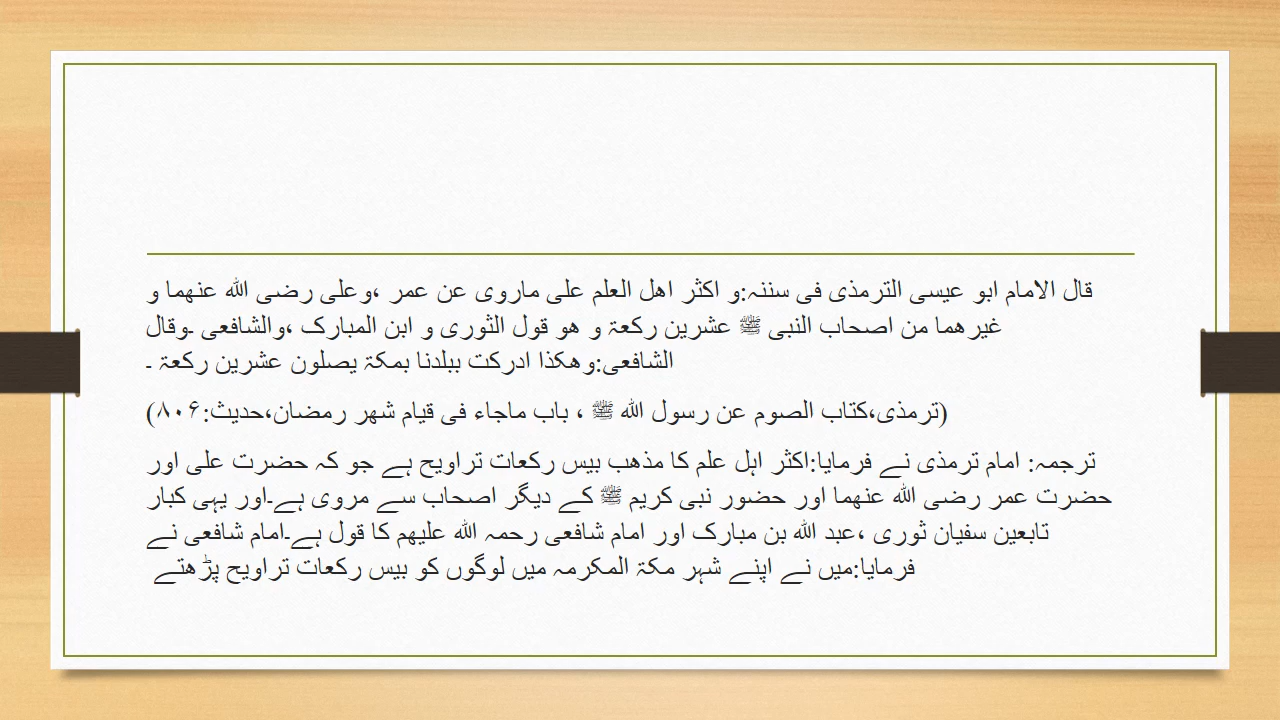 قال الامام ابو عیسی الترمذی فی سننہ:و اکثر اھل العلم علی ماروی عن عمر ،وعلی رضی اللہ عنھما و
غیرھما من اصحاب النبی ﷺ عشرین رکعۃ و ھو قول الثوری و ابن المبارک ،والشافعی ۔وقال
الشافعی:وھکذا ادرکت ببلدنا بمکۃ یصلون عشرین رکعۃ ۔
(ترمذی،کتاب الصوم عن رسول اللہ ﷺ ، باب ماجاء فی قیام شھر رمضان،حدیث:۸۰۶)
ترجمہ: امام ترمذی نے فرمایا:اکثر اہل علم کا مذھب بیس رکعات تراویح ہے جو کہ حضرت علی اور
حضرت عمر رضی اللہ عنھما اور حضور نبی کریم ﷺ کے دیگر اصحاب سے مروی ہے۔اور یہی کبار
تابعین سفیان ثوری ،عبد اللہ بن مبارک اور امام شافعی رحمہ اللہ علیھم کا قول ہے۔امام شافعی نے
فرمایا:میں نے اپنے شہر مکۃ المکرمہ میں لوگوں کو بیس رکعات تراویح پڑھتے